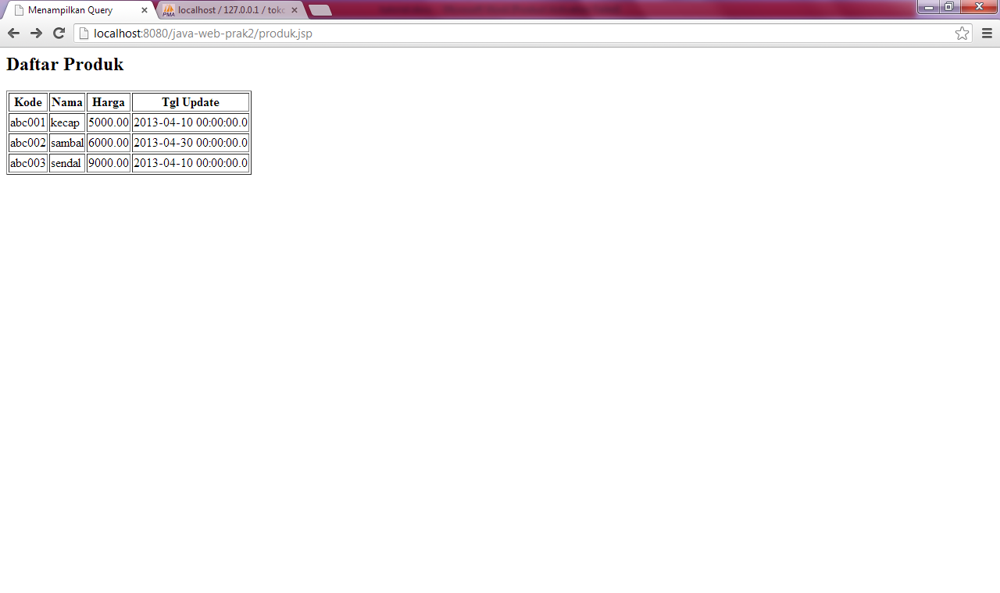 Menampilkan Query
PMA localhost / 127.0.0.1 / toko
localhost:8080/java-web-prak2/produk.jsp
Daftar Produk
Kode Nama Harga Tgl Update
abc001 kecap 5000.00 2013-04-10 00:00:00.0
abc002 sambal 6000.00 2013-04-30 00:00:00.0
abc003 sendal 9000.00 2013-04-10 00:00:00.0